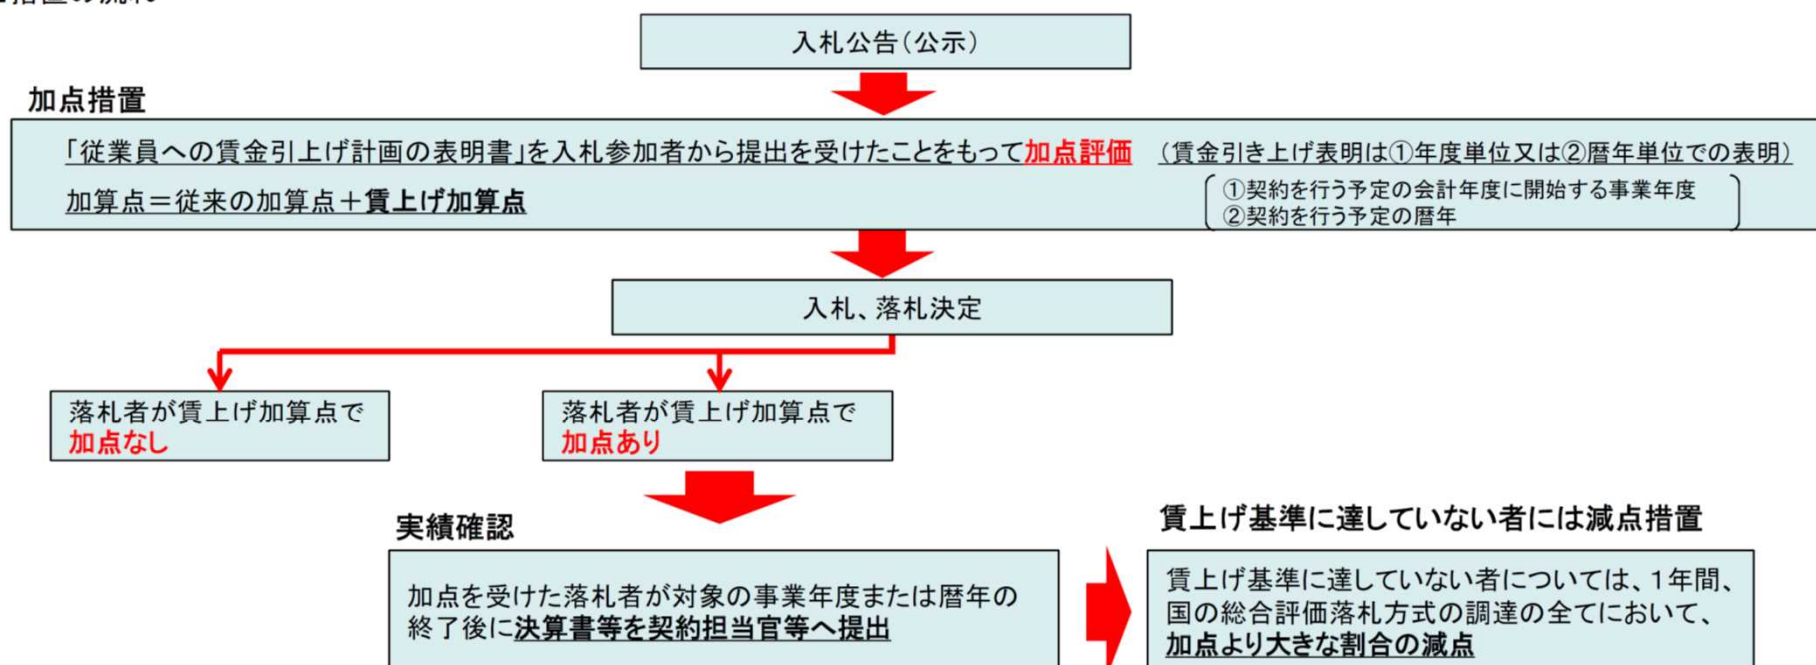 措置の流れ
入札公告(公示)
加点措置
「従業員への賃金引上げ計画の表明書」を入札参加者から提出を受けたことをもって加点評価 (賃金引き上げ表明は①年度単位又は②暦年単位での表明)
加算点＝従来の加算点＋賃上げ加算点
①契約を行う予定の会計年度に開始する事業年度
②契約を行う予定の暦年
入札、落札決定
落札者が賃上げ加算点で
加点なし
落札者が賃上げ加算点で
加点あり
実績確認
加点を受けた落札者が対象の事業年度または暦年の
終了後に決算書等を契約担当官等へ提出
賃上げ基準に達していない者には減点措置
賃上げ基準に達していない者については、１年間、
国の総合評価落札方式の調達の全てにおいて、
加点より大きな割合の減点